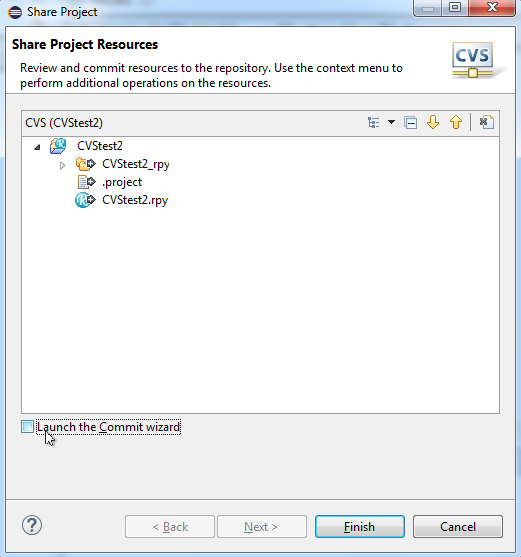 Share Project
Share Project Resources
Review and commit resources to the repository. Use the context menu to
perform additional operations on the resources.
CVS
CVS (CVStest2)
CVStest2
CVStest2_rpy
.project
CVStest2.rpy
Launch the Commit wizard
< Back
Next >
Finish
Cancel